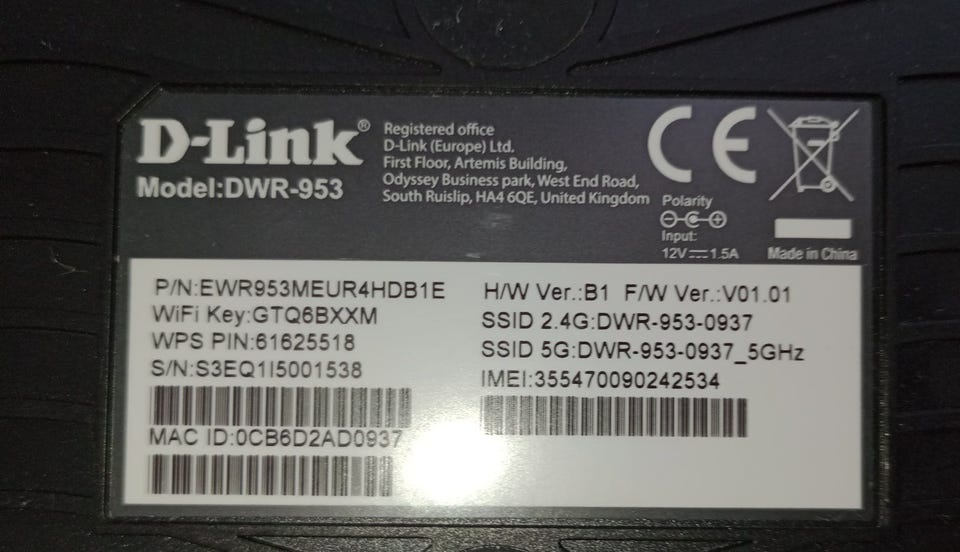 D-Link®
Model:DWR-953
Registered office
D-Link (Europe) Ltd.
First Floor, Artemis Building,
Odyssey Business park, West End Road,
South Ruislip, HA4 6QE, United Kingdom
CE
Polarity
Input:
12V⎓1.5A
Made in China
P/N:EWR953MEUR4HDB1E
WiFi Key:GTQ6BXXM
WPS PIN:61625518
S/N:S3EQ1I5001538
MAC ID:0CB6D2AD0937
H/W Ver.:B1 F/W Ver.:V01.01
SSID 2.4G:DWR-953-0937
SSID 5G:DWR-953-0937_5GHz
IMEI:355470090242534